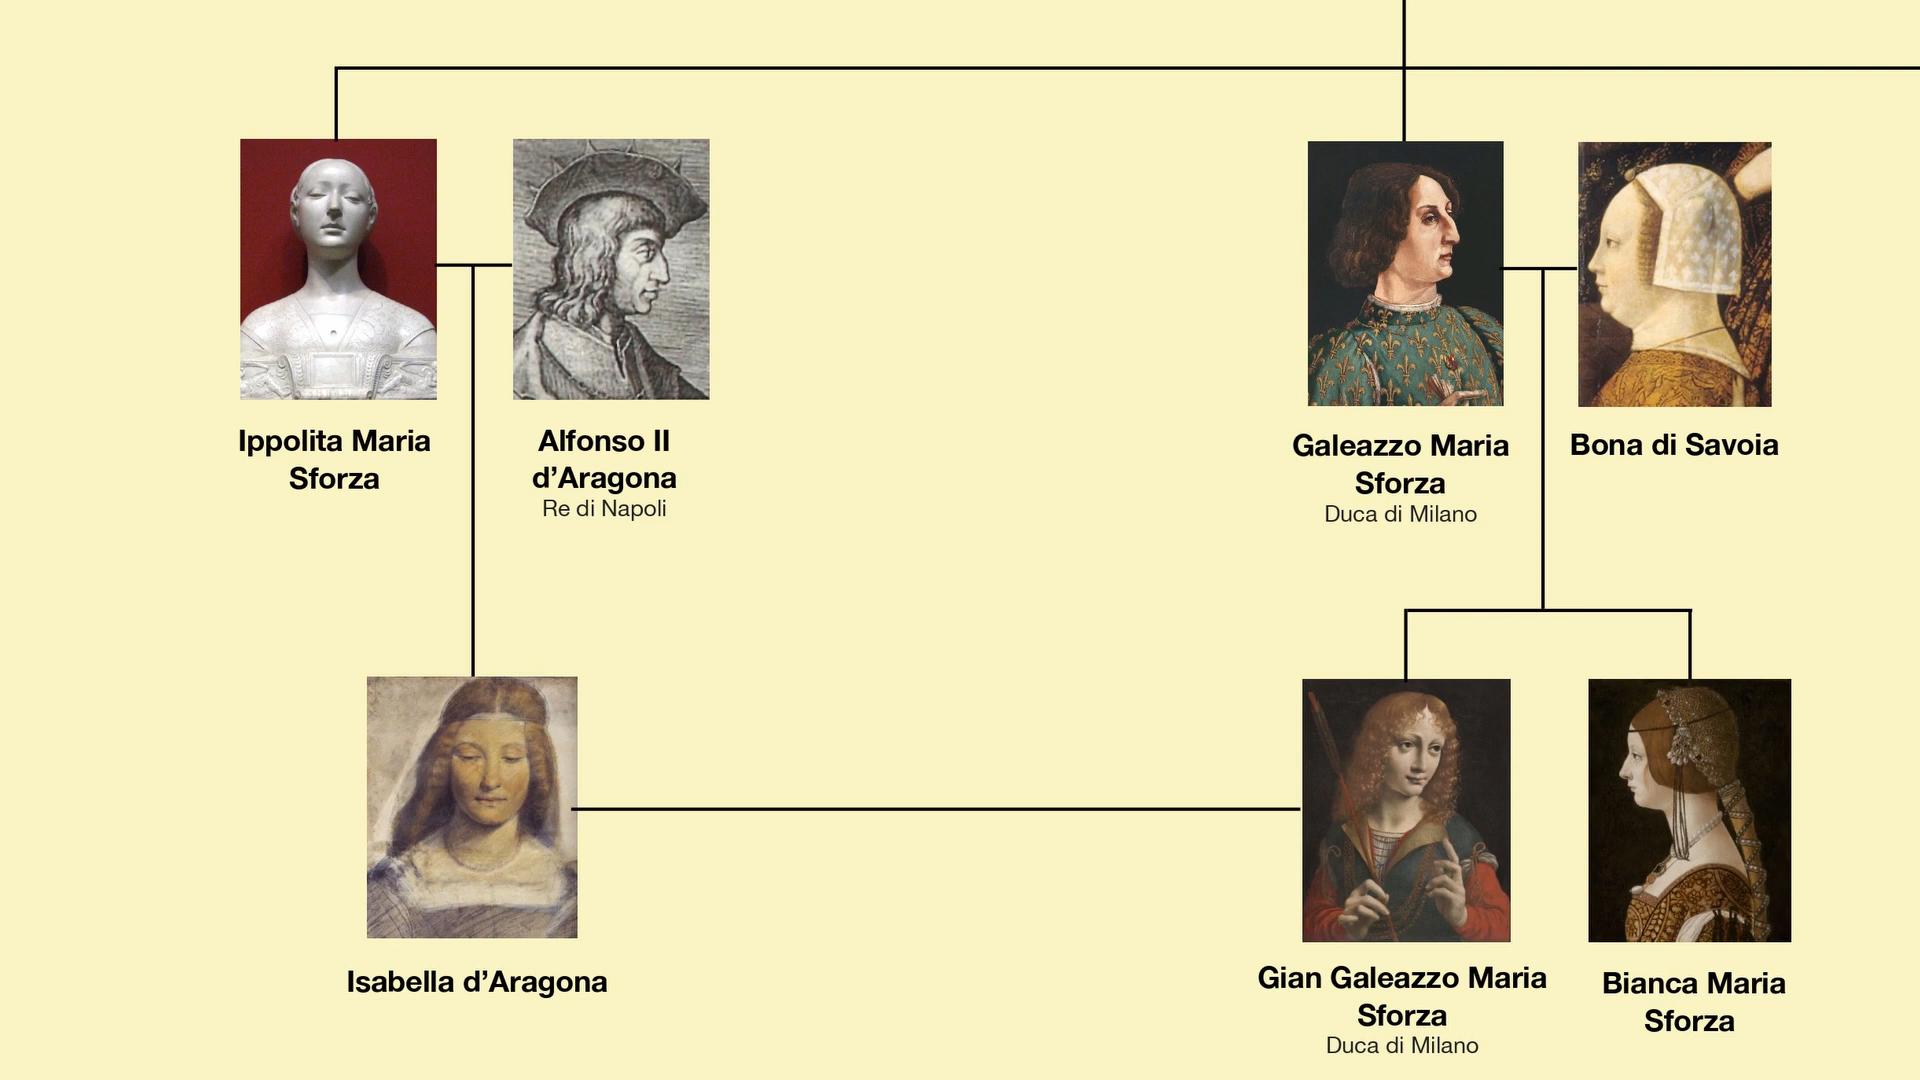 Ippolita Maria
Sforza
Alfonso II
d’Aragona
Re di Napoli
Galeazzo Maria
Sforza
Duca di Milano
Bona di Savoia
Isabella d’Aragona
Gian Galeazzo Maria
Sforza
Duca di Milano
Bianca Maria
Sforza